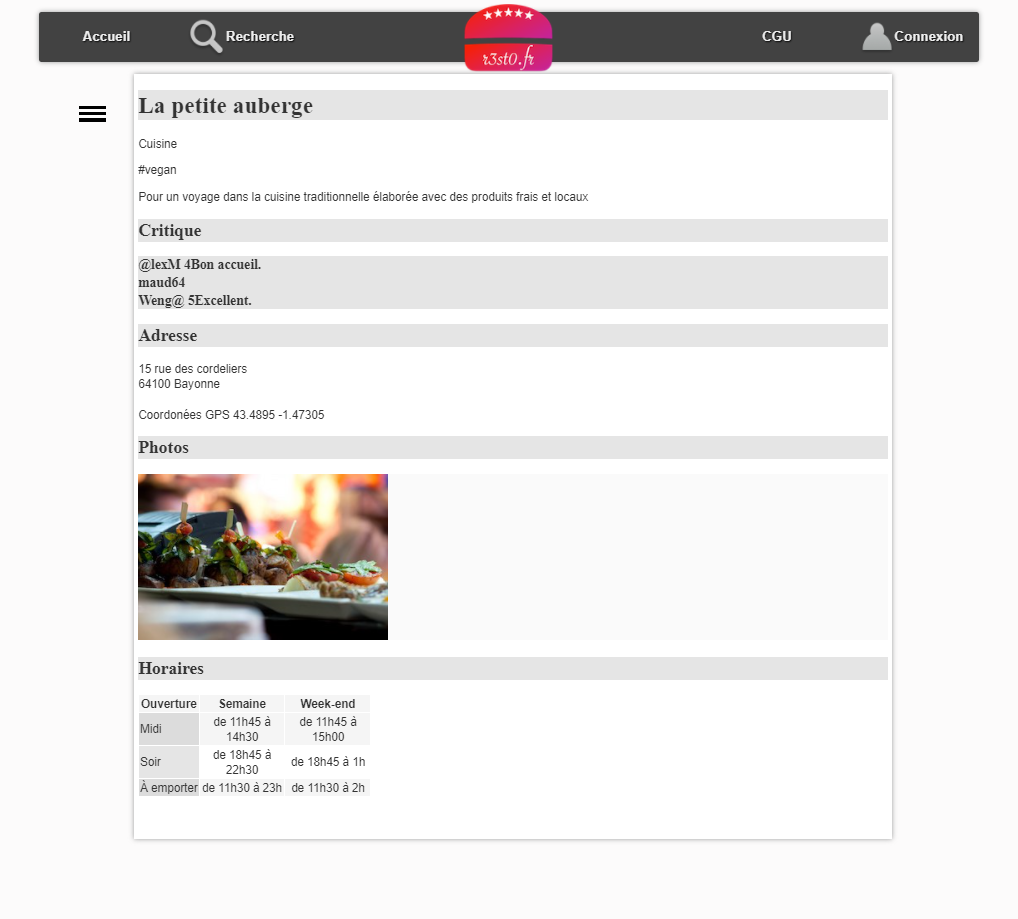 Accueil
Recherche
r3st0.fr
CGU
Connexion
La petite auberge
Cuisine
#vegan
Pour un voyage dans la cuisine traditionnelle élaborée avec des produits frais et locaux
Critique
@lexM 4Bon accueil.
maud64
Weng@ 5Excellent.
Adresse
15 rue des cordeliers
64100 Bayonne
Coordonées GPS 43.4895 -1.47305
Photos
Horaires
Ouverture Semaine Week-end
Midi de 11h45 à 14h30 de 11h45 à 15h00
Soir de 18h45 à 22h30 de 18h45 à 1h
À emporter de 11h30 à 23h de 11h30 à 2h